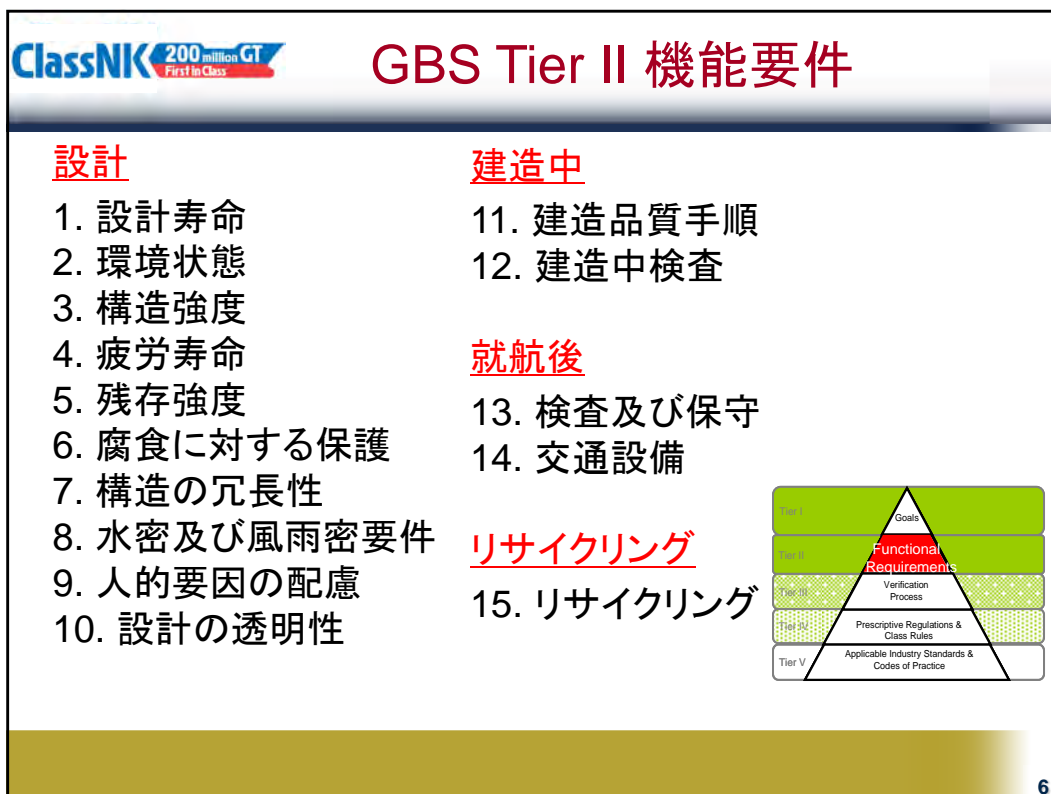 ClassNK 200 million GT
First in Class
GBS Tier II 機能要件
設計
1. 設計寿命
2. 環境状態
3. 構造強度
4. 疲労寿命
5. 残存強度
6. 腐食に対する保護
7. 構造の冗長性
8. 水密及び風雨密要件
9. 人的要因の配慮
10. 設計の透明性
建造中
11. 建造品質手順
12. 建造中検査
就航後
13. 検査及び保守
14. 交通設備
リサイクリング
15. リサイクリング
Tier I
Goals
Tier II
Functional
Requirements
Tier III
Verification
Process
Tier IV
Prescriptive Regulations &
Class Rules
Tier V
Applicable Industry Standards &
Codes of Practice
6